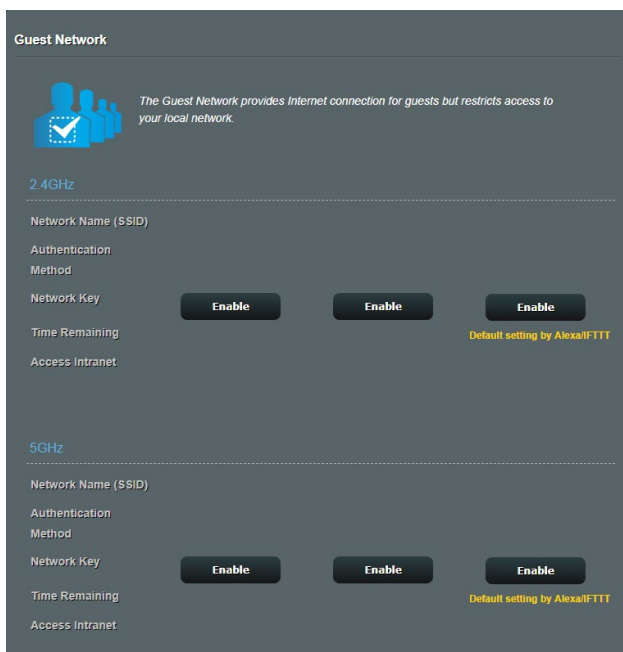 Guest Network
The Guest Network provides Internet connection for guests but restricts access to
your local network.
2.4GHz
Network Name (SSID)
Authentication
Method
Network Key
Enable Enable Enable
Time Remaining
Default setting by Alexa/IFTTT
Access Intranet
5GHz
Network Name (SSID)
Authentication
Method
Network Key
Enable Enable Enable
Time Remaining
Default setting by Alexa/IFTTT
Access Intranet